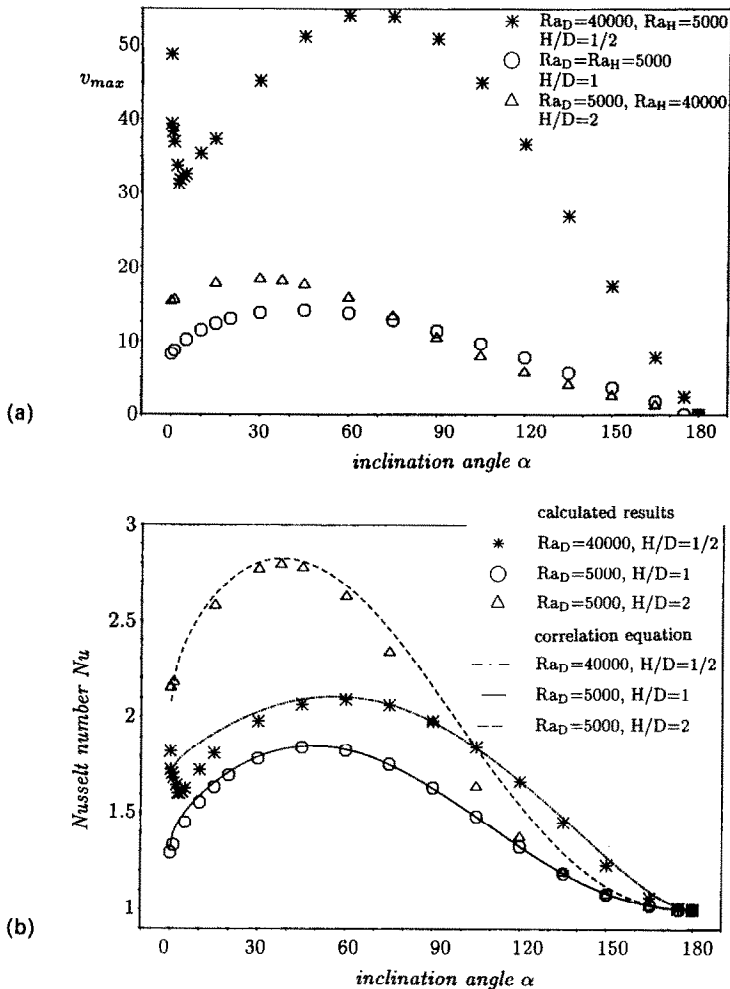 50
40
30
20
10
0
v_max
✳ Ra_D=40000, Ra_H=5000
H/D=1/2
○ Ra_D=Ra_H=5000
H/D=1
△ Ra_D=5000, Ra_H=40000
H/D=2
0 30 60 90 120 150 180
inclination angle α
(a)
3
2.5
2
1.5
1
Nusselt number Nu
calculated results
✳ Ra_D=40000, H/D=1/2
○ Ra_D=5000, H/D=1
△ Ra_D=5000, H/D=2
correlation equation
Ra_D=40000, H/D=1/2
Ra_D=5000, H/D=1
Ra_D=5000, H/D=2
0 30 60 90 120 150 180
inclination angle α
(b)